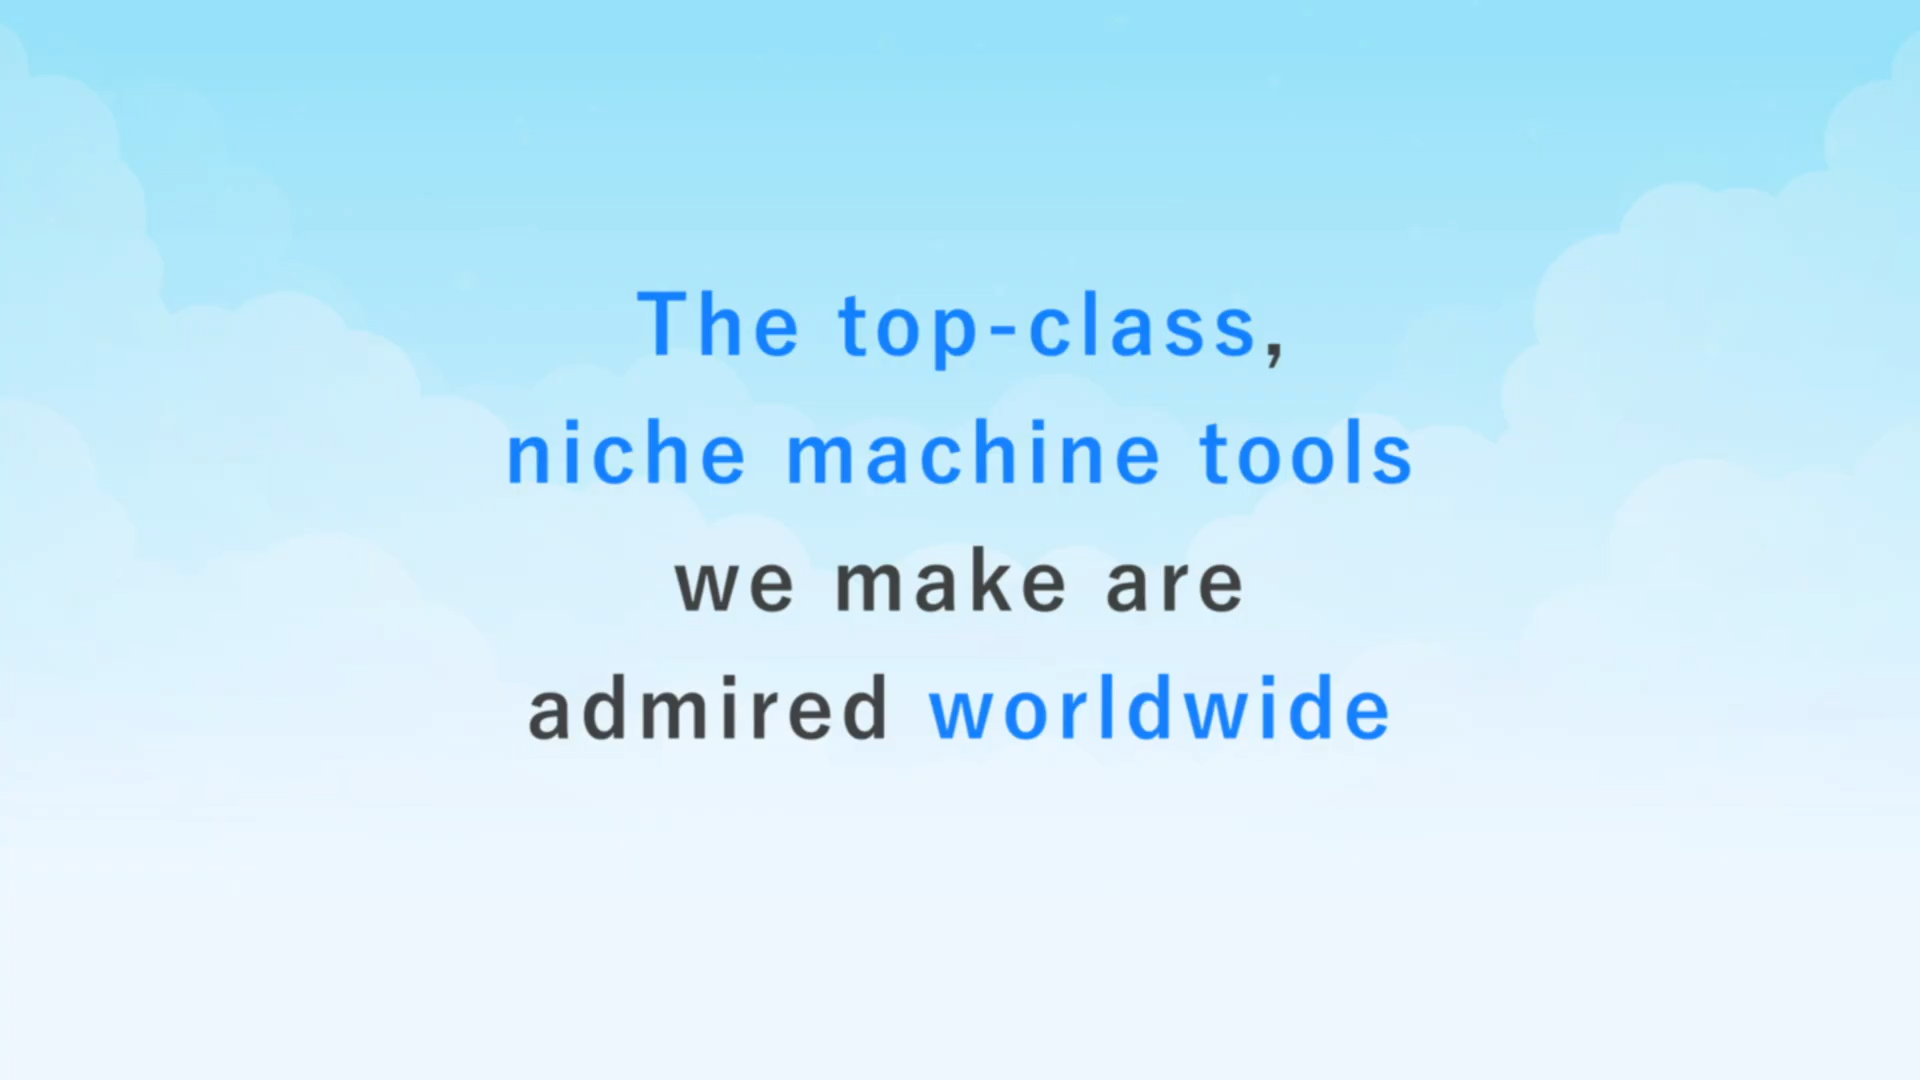 The top-class,
niche machine tools
we make are
admired worldwide